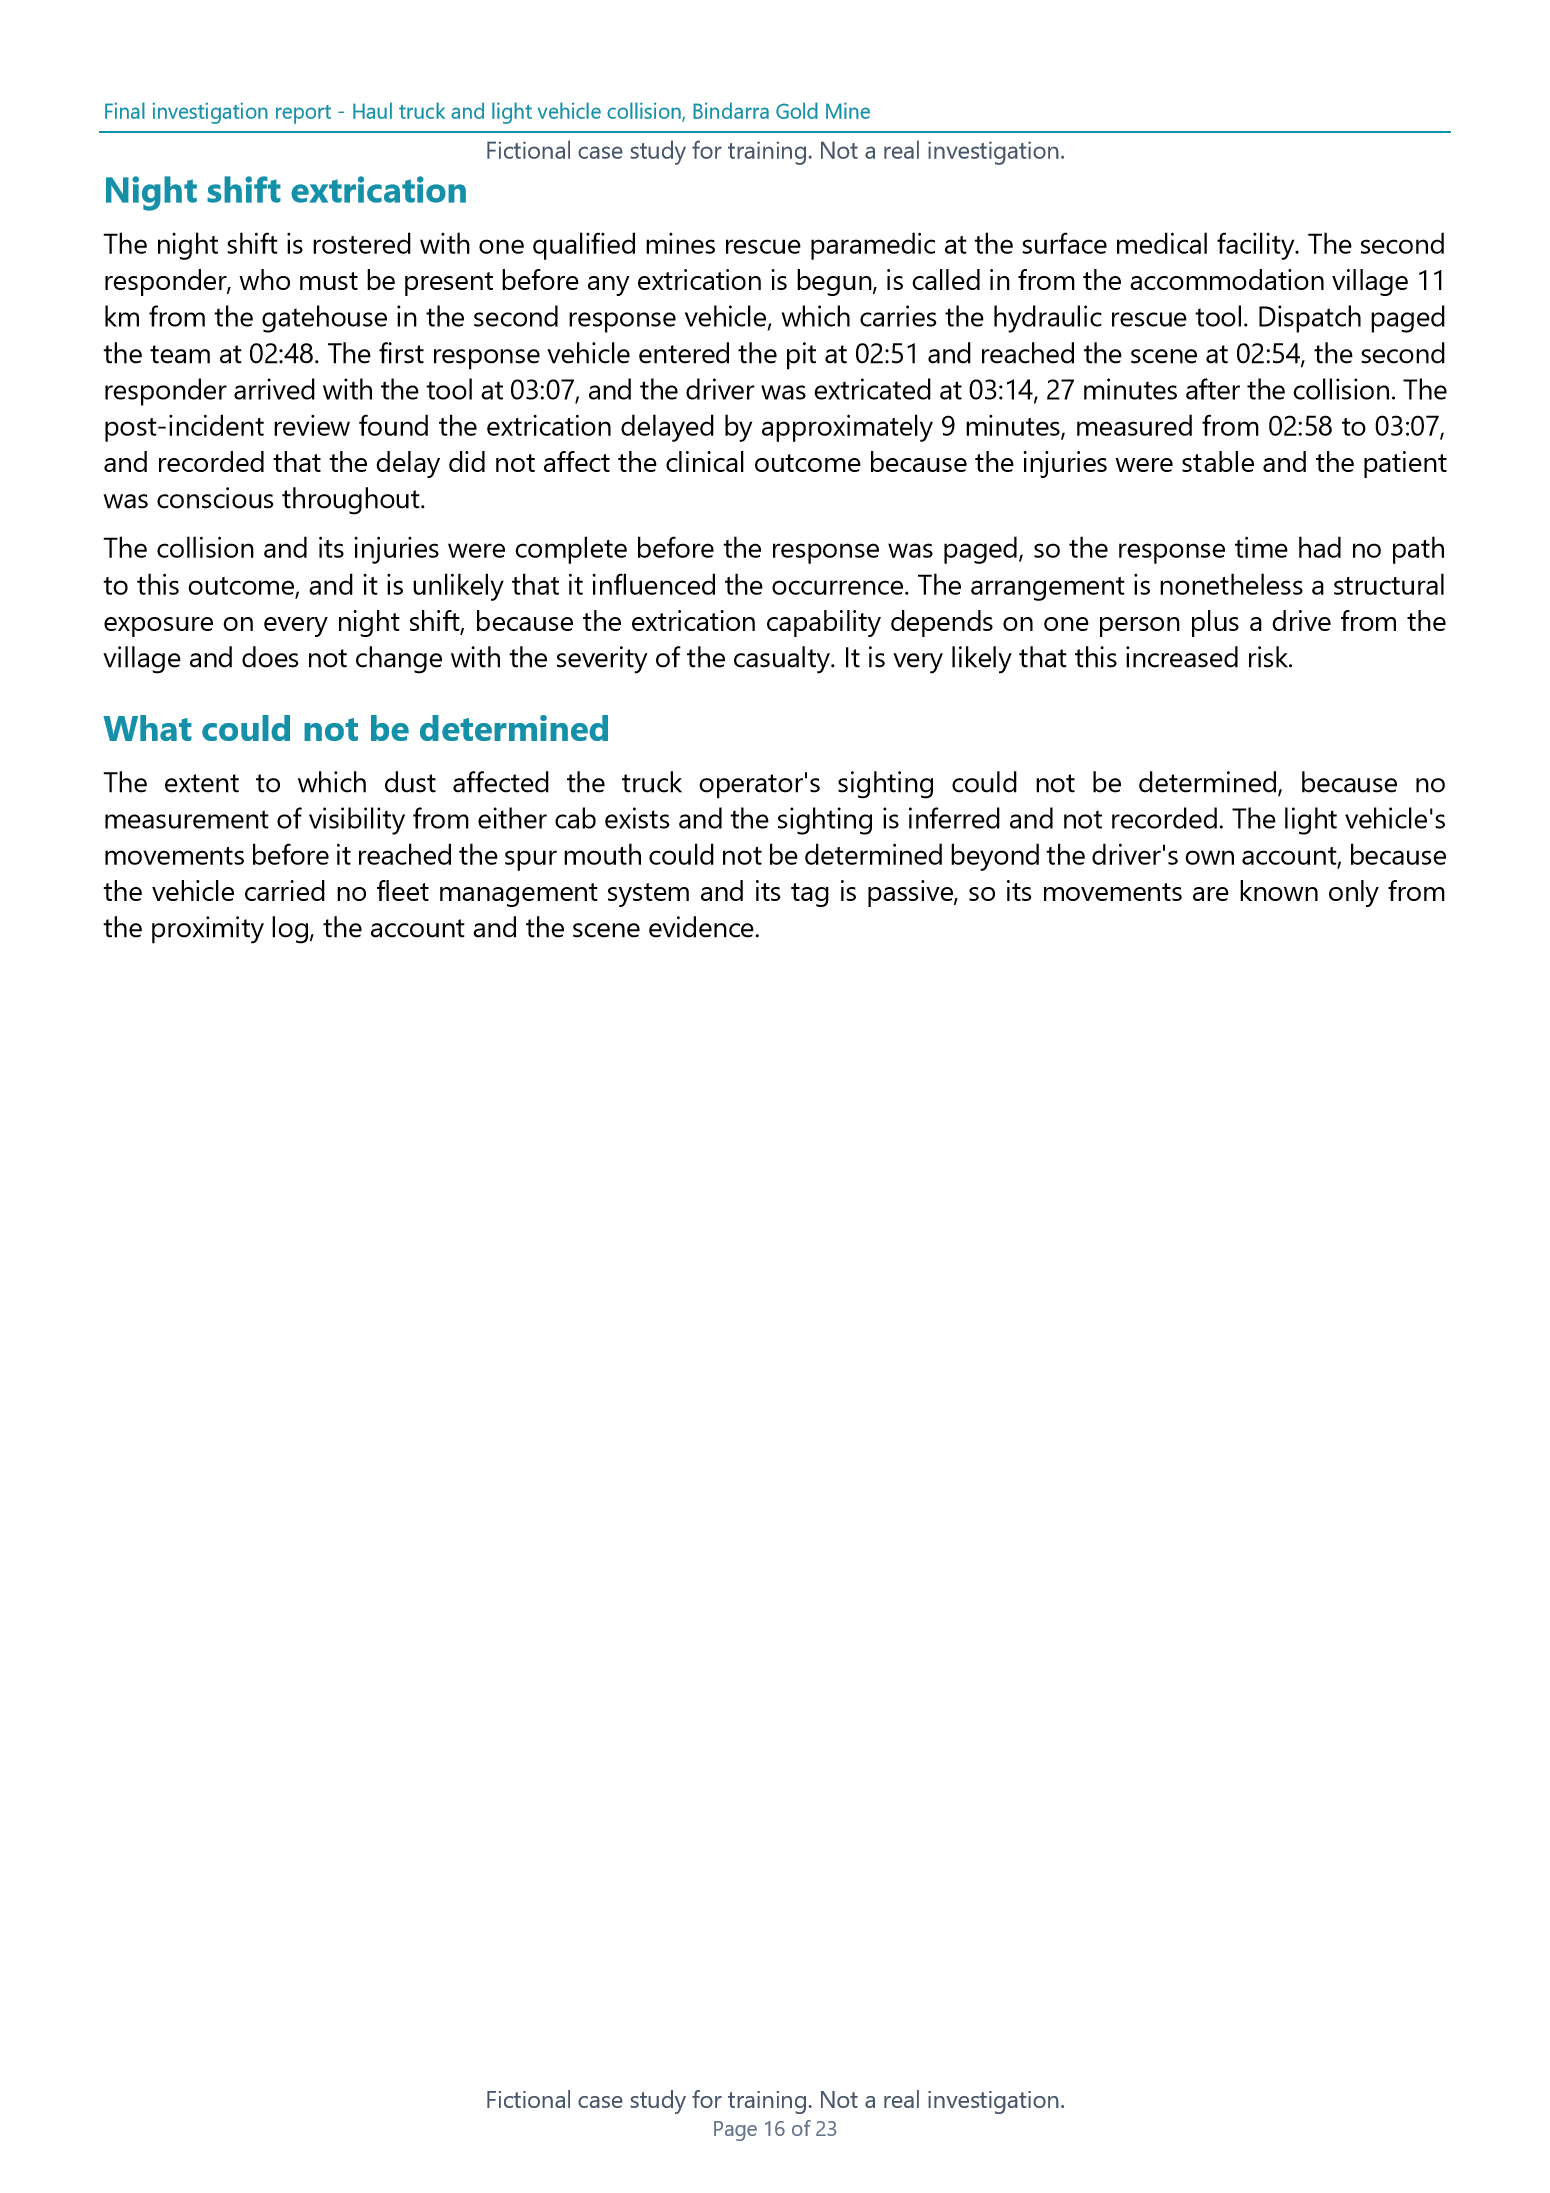 Final investigation report - Haul truck and light vehicle collision, Bindarra Gold Mine
Fictional case study for training. Not a real investigation.
Night shift extrication
The night shift is rostered with one qualified mines rescue paramedic at the surface medical facility. The second
responder, who must be present before any extrication is begun, is called in from the accommodation village 11
km from the gatehouse in the second response vehicle, which carries the hydraulic rescue tool. Dispatch paged
the team at 02:48. The first response vehicle entered the pit at 02:51 and reached the scene at 02:54, the second
responder arrived with the tool at 03:07, and the driver was extricated at 03:14, 27 minutes after the collision. The
post-incident review found the extrication delayed by approximately 9 minutes, measured from 02:58 to 03:07,
and recorded that the delay did not affect the clinical outcome because the injuries were stable and the patient
was conscious throughout.
The collision and its injuries were complete before the response was paged, so the response time had no path
to this outcome, and it is unlikely that it influenced the occurrence. The arrangement is nonetheless a structural
exposure on every night shift, because the extrication capability depends on one person plus a drive from the
village and does not change with the severity of the casualty. It is very likely that this increased risk.
What could not be determined
The extent to which dust affected the truck operator's sighting could not be determined, because no
measurement of visibility from either cab exists and the sighting is inferred and not recorded. The light vehicle's
movements before it reached the spur mouth could not be determined beyond the driver's own account, because
the vehicle carried no fleet management system and its tag is passive, so its movements are known only from
the proximity log, the account and the scene evidence.
Fictional case study for training. Not a real investigation.
Page 16 of 23